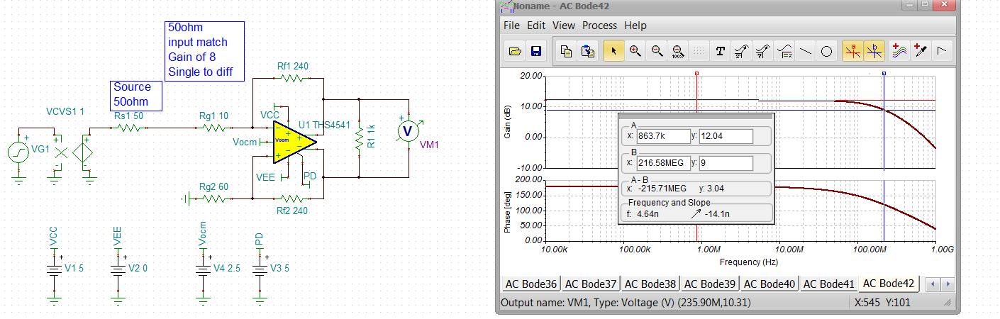 50ohm
input match
Gain of 8
Single to diff
Source
50ohm
VCVS1 1
Rs1 50
Rg1 10
Rf1 240
VCC
U1 THS4541
Vocm
Vocm
VG1
R1 1k
V
VM1
VEE
PD
Rg2 60
Rf2 240
VCC
VEE
Vocm
PD
V1 5
V2 0
V4 2.5
V3 5
Noname - AC Bode42
File Edit View Process Help
100%
T
a
b
20.00
10.00
0.00
-10.00
Gain (dB)
A
x: 863.7k y: 12.04
B
x: 216.58MEG y: 9
A - B
x: -215.71MEG y: 3.04
Frequency and Slope
f: 4.64n -14.1n
200.00
150.00
100.00
50.00
0.00
Phase [deg]
10.00k 100.00k 1.00M 10.00M 100.00M 1.00G
Frequency (Hz)
AC Bode36 AC Bode37 AC Bode38 AC Bode39 AC Bode40 AC Bode41 AC Bode42
Output name: VM1, Type: Voltage (V) (235.90M,10.31) X:545 Y:101